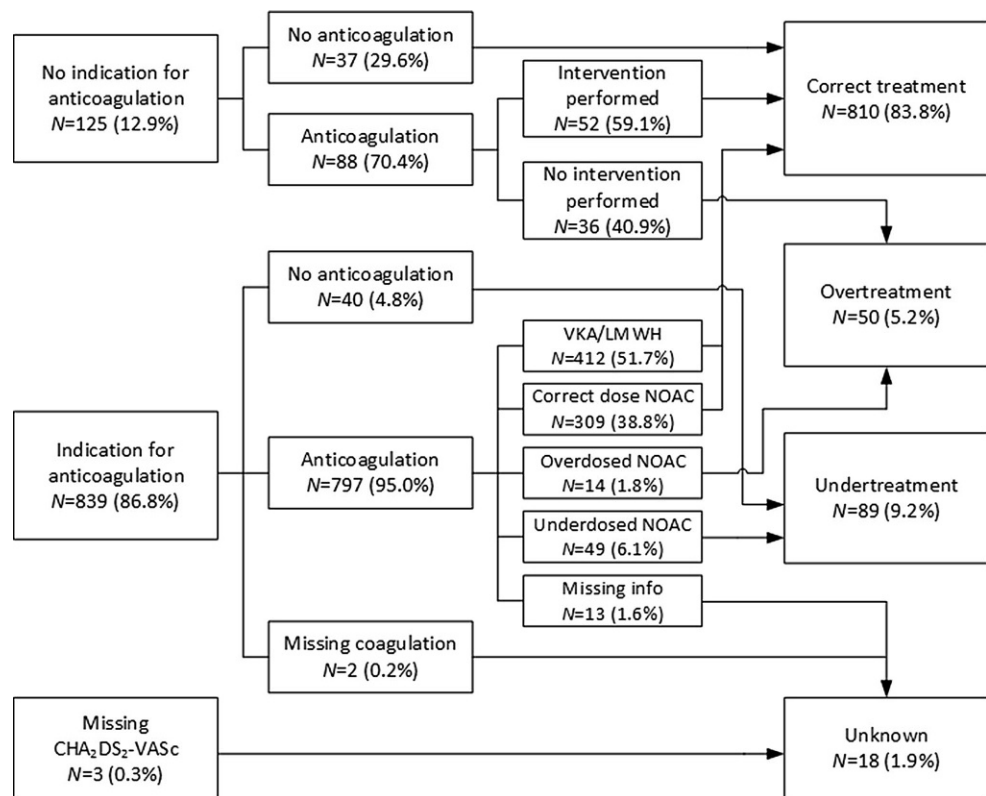 No indication for
anticoagulation
N=125 (12.9%)
No anticoagulation
N=37 (29.6%)
Anticoagulation
N=88 (70.4%)
Intervention
performed
N=52 (59.1%)
No intervention
performed
N=36 (40.9%)
Correct treatment
N=810 (83.8%)
Overtreatment
N=50 (5.2%)
Indication for
anticoagulation
N=839 (86.8%)
No anticoagulation
N=40 (4.8%)
Anticoagulation
N=797 (95.0%)
Missing coagulation
N=2 (0.2%)
VKA/LMWH
N=412 (51.7%)
Correct dose NOAC
N=309 (38.8%)
Overdosed NOAC
N=14 (1.8%)
Underdosed NOAC
N=49 (6.1%)
Missing info
N=13 (1.6%)
Undertreatment
N=89 (9.2%)
Missing
CHA₂DS₂-VASc
N=3 (0.3%)
Unknown
N=18 (1.9%)